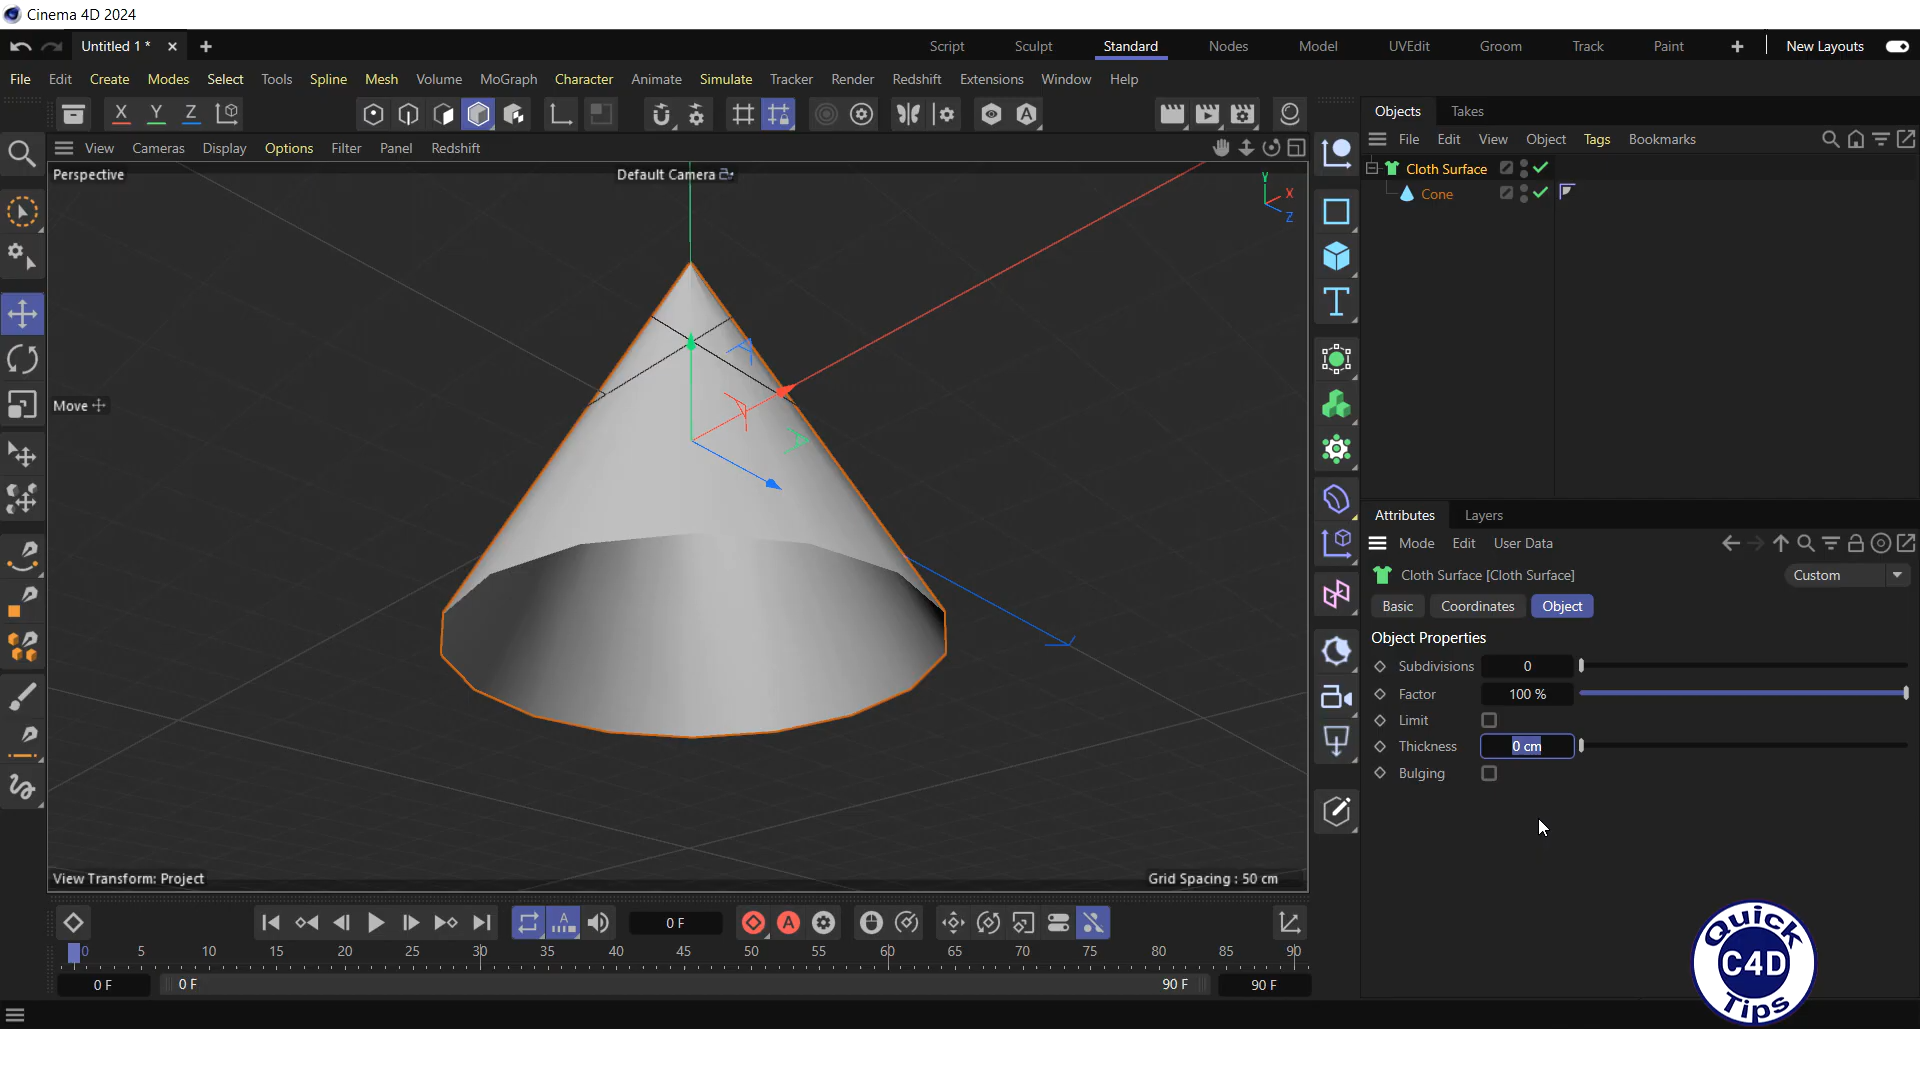 Cinema 4D 2024
Untitled 1 *
Script Sculpt Standard Nodes Model UVEdit Groom Track Paint New Layouts
File Edit Create Modes Select Tools Spline Mesh Volume MoGraph Character Animate Simulate Tracker Render Redshift Extensions Window Help
X Y Z
View Cameras Display Options Filter Panel Redshift
Perspective
Default Camera
Y
X
Z
Move
View Transform: Project
Grid Spacing : 50 cm
Objects Takes
File Edit View Object Tags Bookmarks
Cloth Surface
Cone
Attributes Layers
Mode Edit User Data
Cloth Surface [Cloth Surface]
Custom
Basic Coordinates Object
Object Properties
Subdivisions 0
Factor 100 %
Limit
Thickness 0 cm
Bulging
0 F
0 5 10 15 20 25 30 35 40 45 50 55 60 65 70 75 80 85 90
0 F 0 F 90 F 90 F
Quick
C4D
Tips